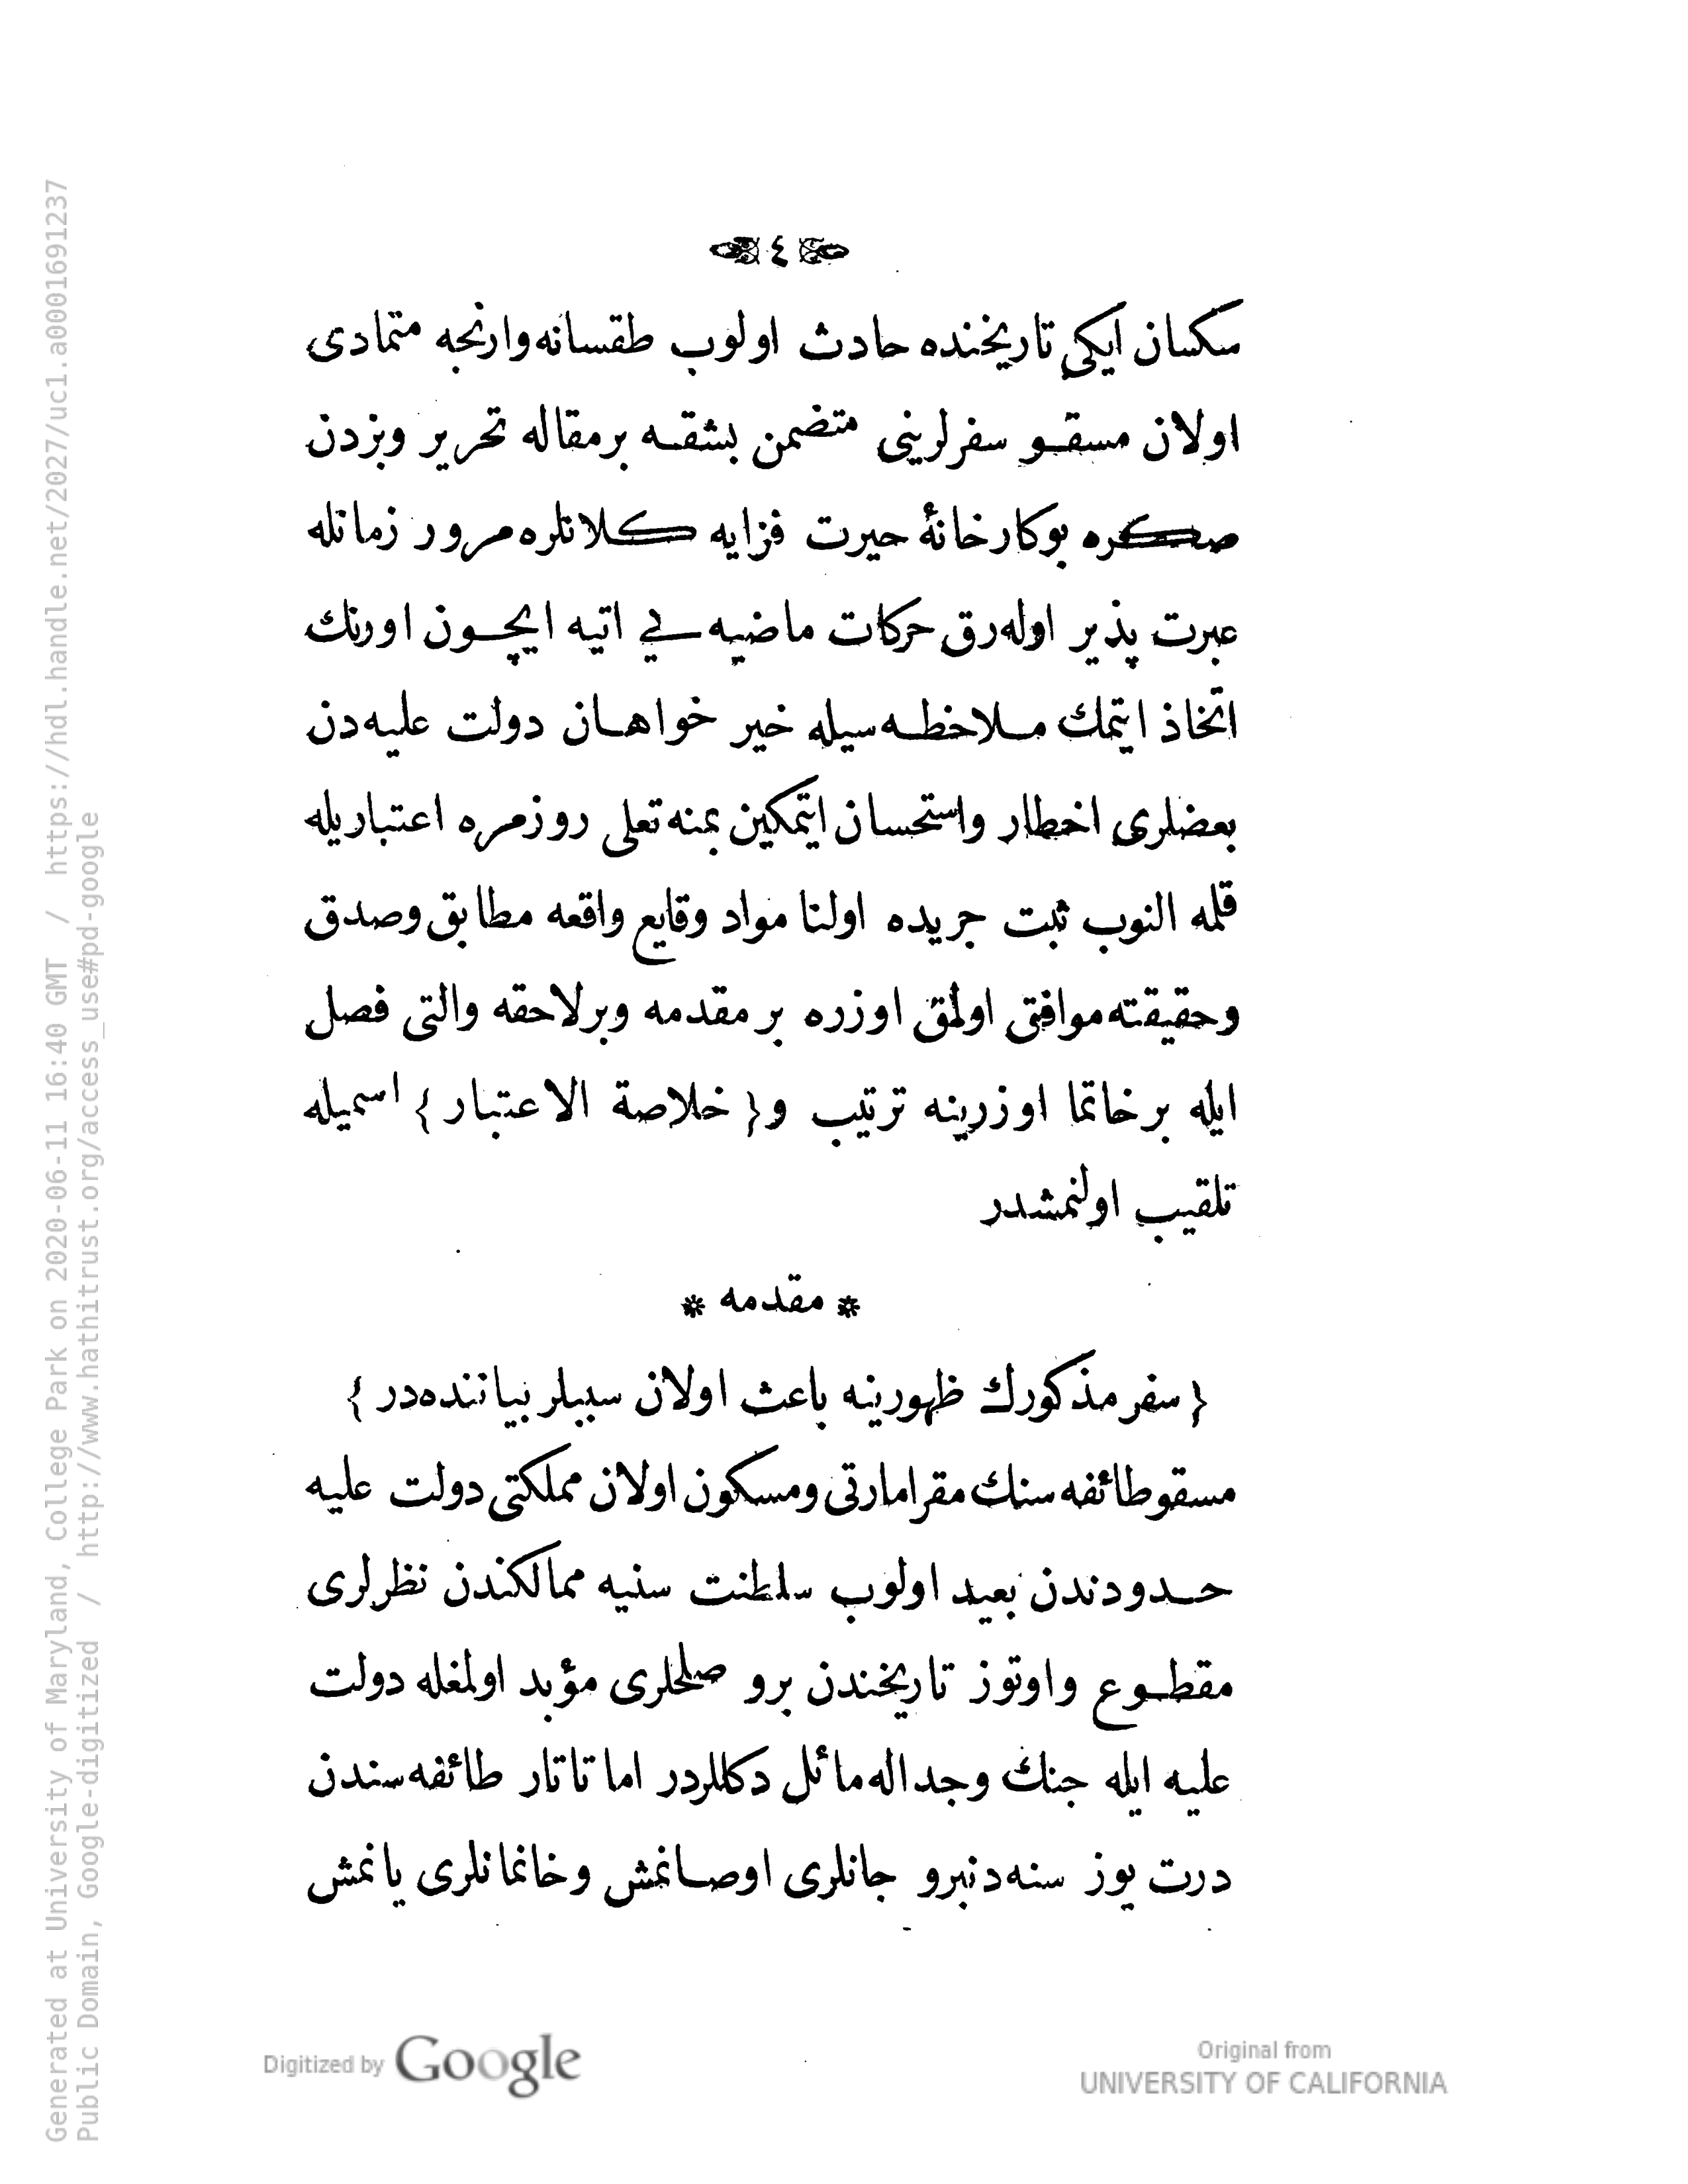 ٤
سكسان ايكى تاريخنده حادث اولوب طقسانه وارنجه متمادى
اولان مسقو سفرلرينى متضمن بشقه برمقاله تحرير وبزدن
صكره بوكارخانۀ حيرت فزايه كلانلره مرور زمانله
عبرت پذير اوله رق حركات ماضيه يى اتيه ايچون اورنك
اتخاذ ايتمك ملاحظه سيله خير خواهان دولت عليه دن
بعضلرى اخطار واستحسان ايتمكين بمنه تعلى روزمره اعتباريله
قلمه النوب ثبت جريده اولنا مواد وقايع واقعه مطابق وصدق
وحقيقته موافق اولمق اوزره بر مقدمه وبرلاحقه والتى فصل
ايله بر خاتما اوزرينه ترتيب و{ خلاصة الاعتبار } اسميله
تلقيب اولنمشدر
* مقدمه *
{ سفر مذكورك ظهورينه باعث اولان سببلر بياننده در }
مسقو طائفه سنك مقر امارتى ومسكون اولان مملكتى دولت عليه
حدودندن بعيد اولوب سلطنت سنيه ممالكندن نظرلرى
مقطوع واوتوز تاريخندن برو صلحلرى مؤبد اولمغله دولت
عليه ايله جنك وجداله مائل دكللردر اما تاتار طائفه سندن
درت يوز سنه دنبرو جانلرى اوصانمش وخانمانلرى يانمش
Digitized by Google
Original from
UNIVERSITY OF CALIFORNIA
Generated at University of Maryland, College Park on 2020-06-11 16:40 GMT / https://hdl.handle.net/2027/uc1.a0001691237
Public Domain, Google-digitized / http://www.hathitrust.org/access_use#pd-google